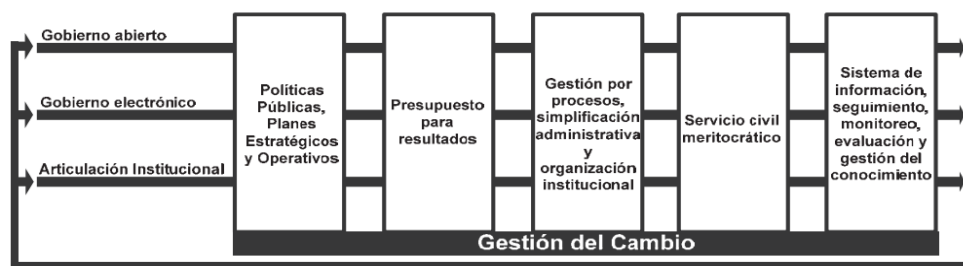 Gobierno abierto
Gobierno electrónico
Articulación Institucional
Políticas
Públicas,
Planes
Estratégicos
y Operativos
Presupuesto
para
resultados
Gestión por
procesos,
simplificación
administrativa
y
organización
institucional
Servicio civil
meritocrático
Sistema de
información,
seguimiento,
monitoreo,
evaluación y
gestión del
conocimiento
Gestión del Cambio